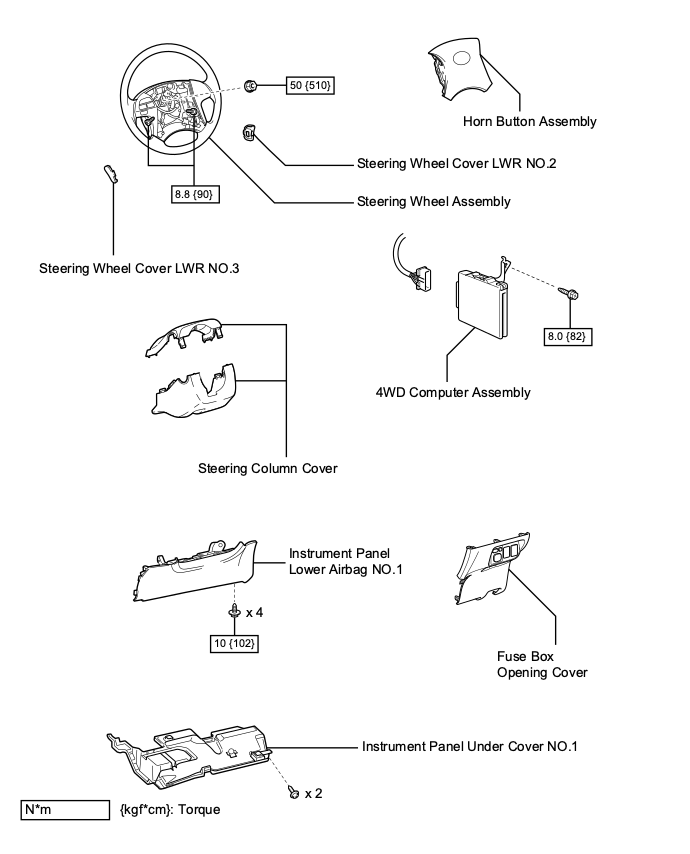 50 {510}
Horn Button Assembly
Steering Wheel Cover LWR NO.2
8.8 {90}
Steering Wheel Assembly
Steering Wheel Cover LWR NO.3
8.0 {82}
4WD Computer Assembly
Steering Column Cover
Instrument Panel
Lower Airbag NO.1
x 4
10 {102}
Fuse Box
Opening Cover
Instrument Panel Under Cover NO.1
x 2
N*m {kgf*cm}: Torque